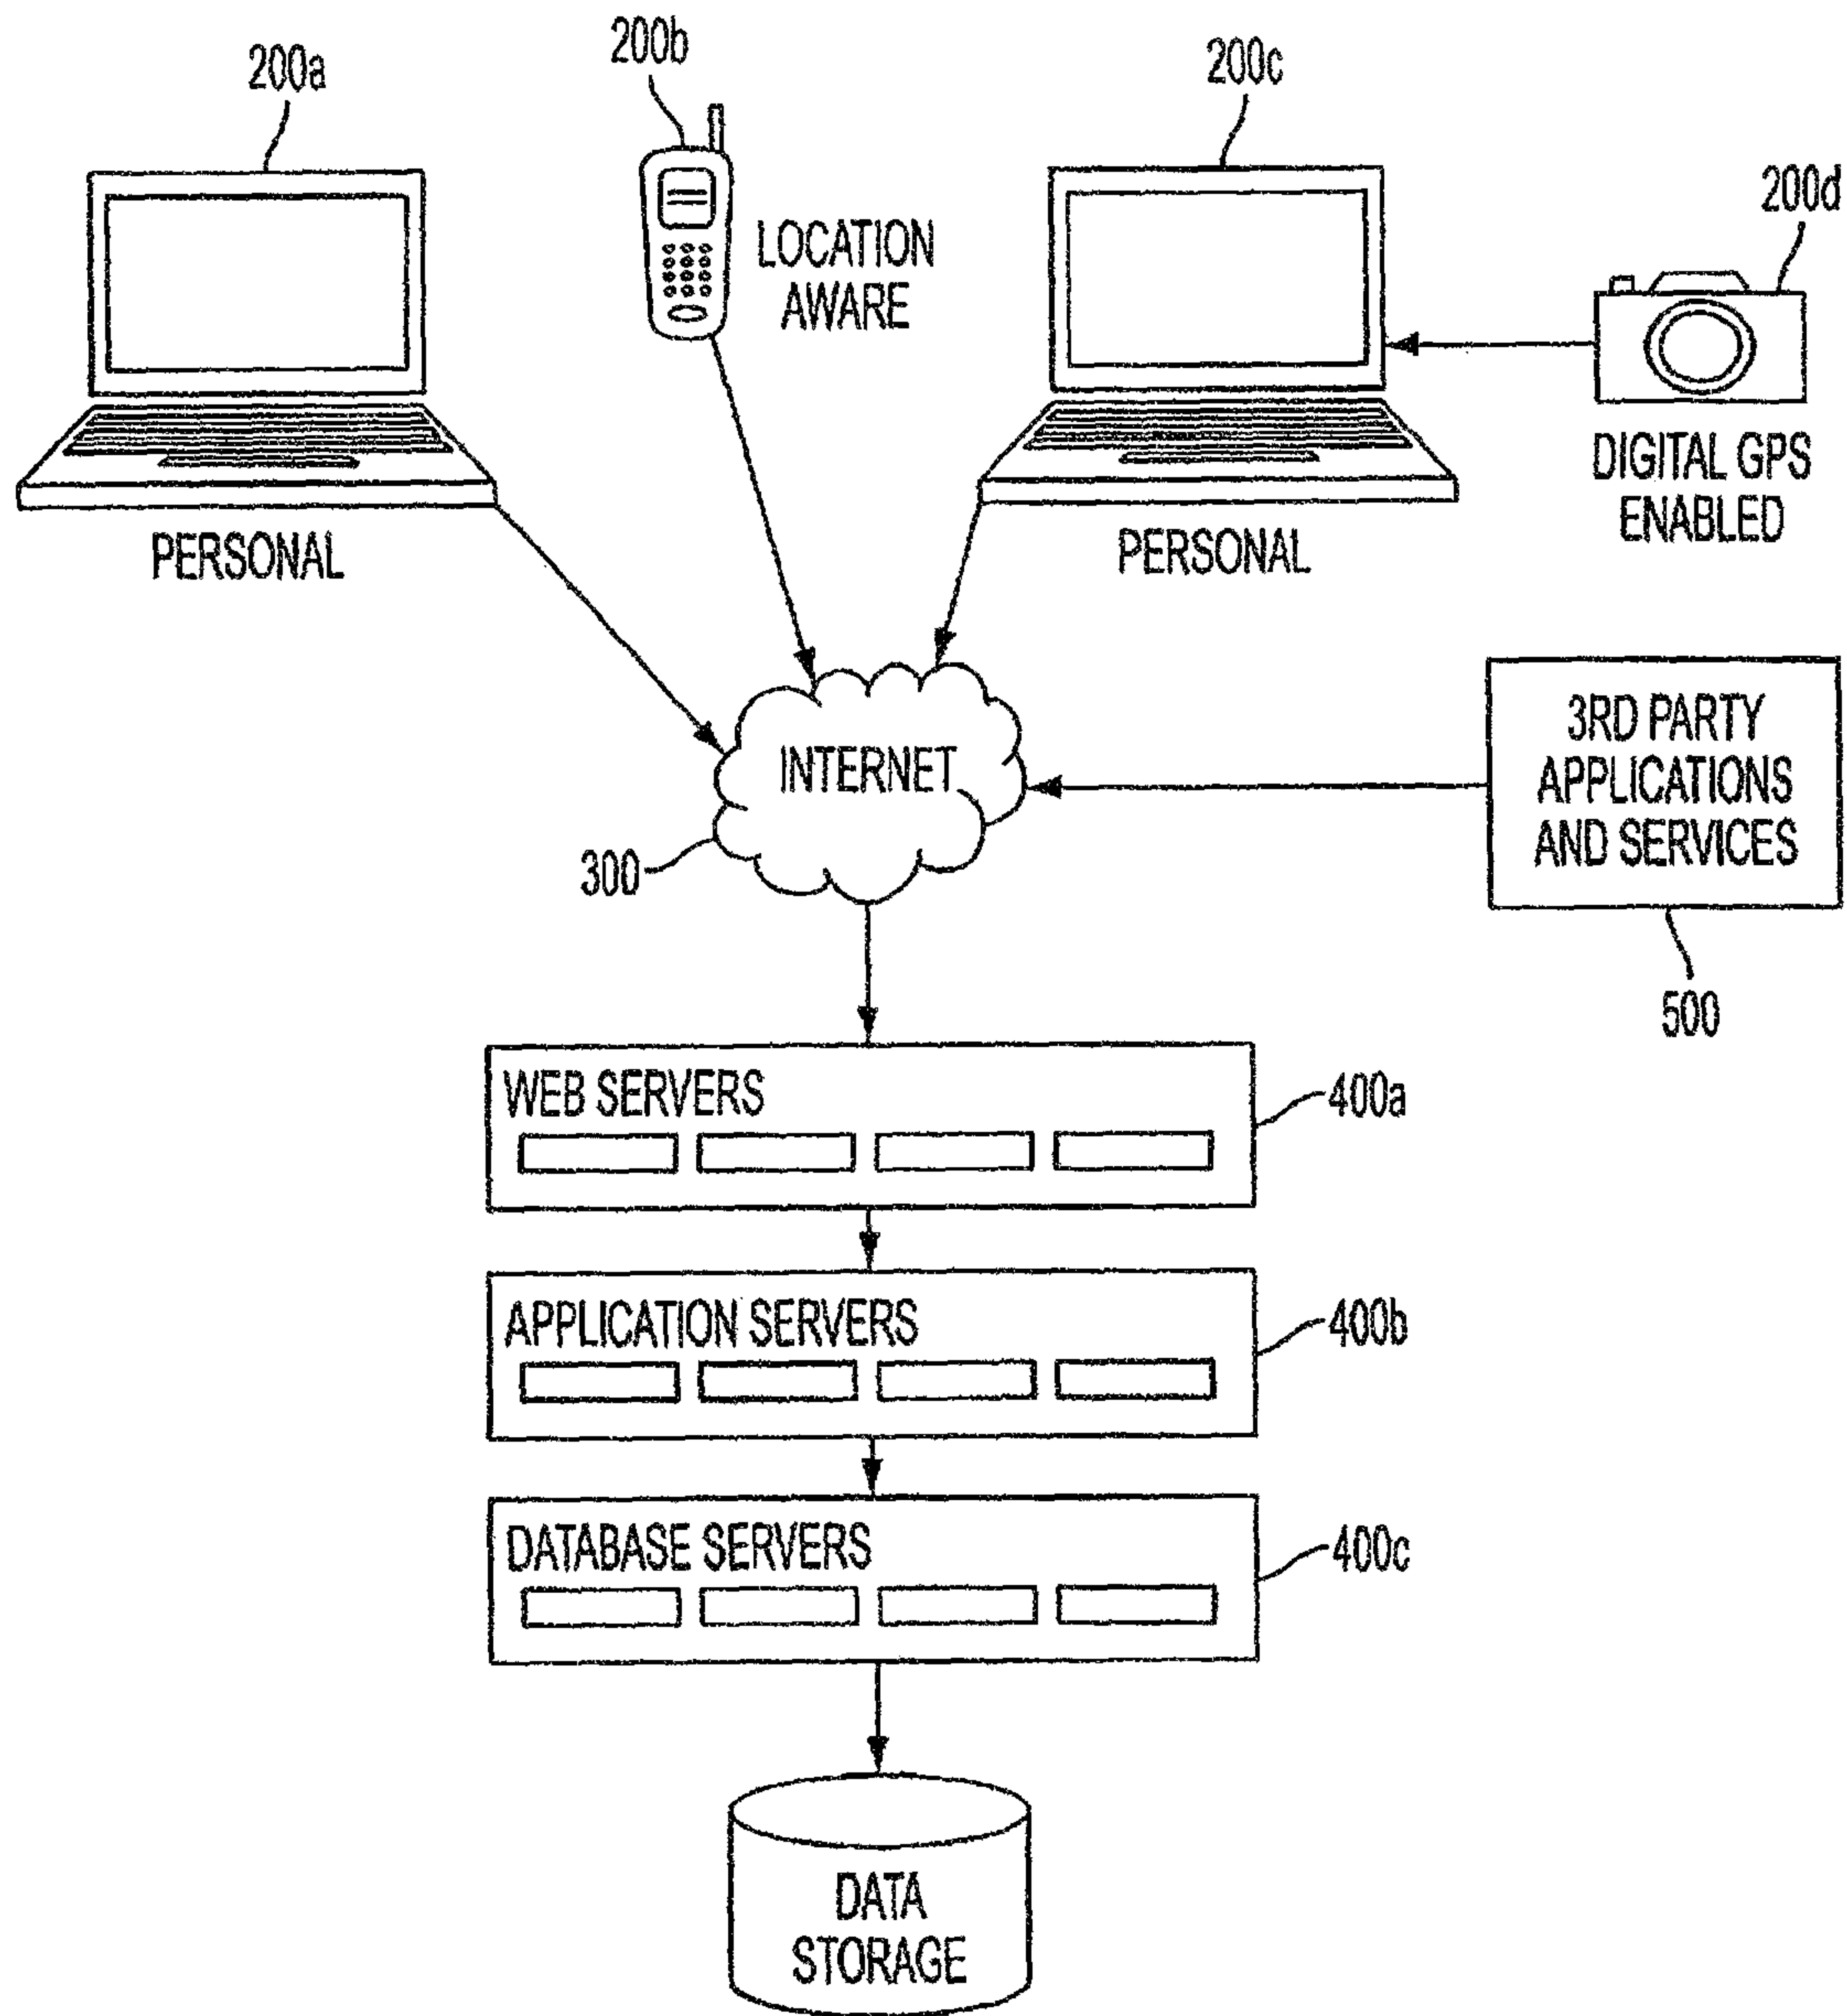 200a
200b
200c
200d
LOCATION
AWARE
DIGITAL GPS
ENABLED
PERSONAL
PERSONAL
INTERNET
300
3RD PARTY
APPLICATIONS
AND SERVICES
500
WEB SERVERS
400a
APPLICATION SERVERS
400b
DATABASE SERVERS
400c
DATA
STORAGE